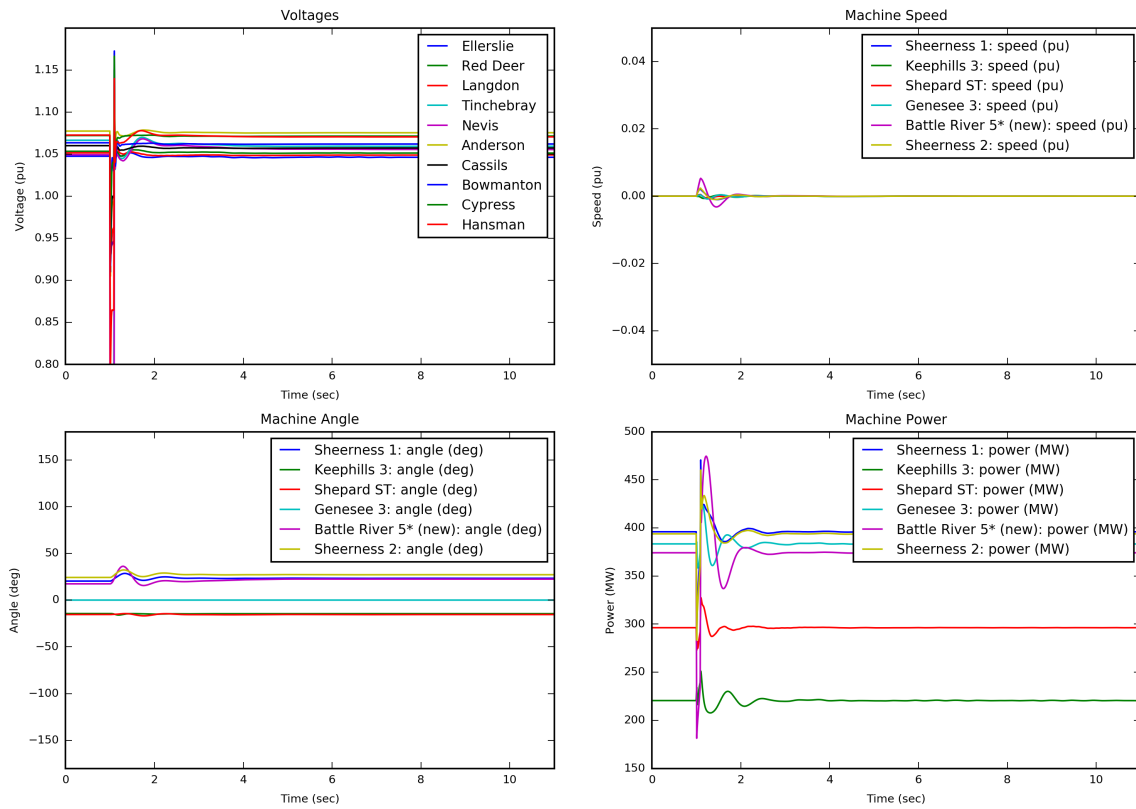 Voltages
Voltage (pu)
1.15
1.10
1.05
1.00
0.95
0.90
0.85
0.80
0
2
4
6
8
10
Time (sec)
Ellerslie
Red Deer
Langdon
Tinchebray
Nevis
Anderson
Cassils
Bowmanton
Cypress
Hansman
Machine Speed
Speed (pu)
0.04
0.02
0.00
−0.02
−0.04
0
2
4
6
8
10
Time (sec)
Sheerness 1: speed (pu)
Keephills 3: speed (pu)
Shepard ST: speed (pu)
Genesee 3: speed (pu)
Battle River 5* (new): speed (pu)
Sheerness 2: speed (pu)
Machine Angle
Angle (deg)
150
100
50
0
−50
−100
−150
0
2
4
6
8
10
Time (sec)
Sheerness 1: angle (deg)
Keephills 3: angle (deg)
Shepard ST: angle (deg)
Genesee 3: angle (deg)
Battle River 5* (new): angle (deg)
Sheerness 2: angle (deg)
Machine Power
Power (MW)
500
450
400
350
300
250
200
150
0
2
4
6
8
10
Time (sec)
Sheerness 1: power (MW)
Keephills 3: power (MW)
Shepard ST: power (MW)
Genesee 3: power (MW)
Battle River 5* (new): power (MW)
Sheerness 2: power (MW)